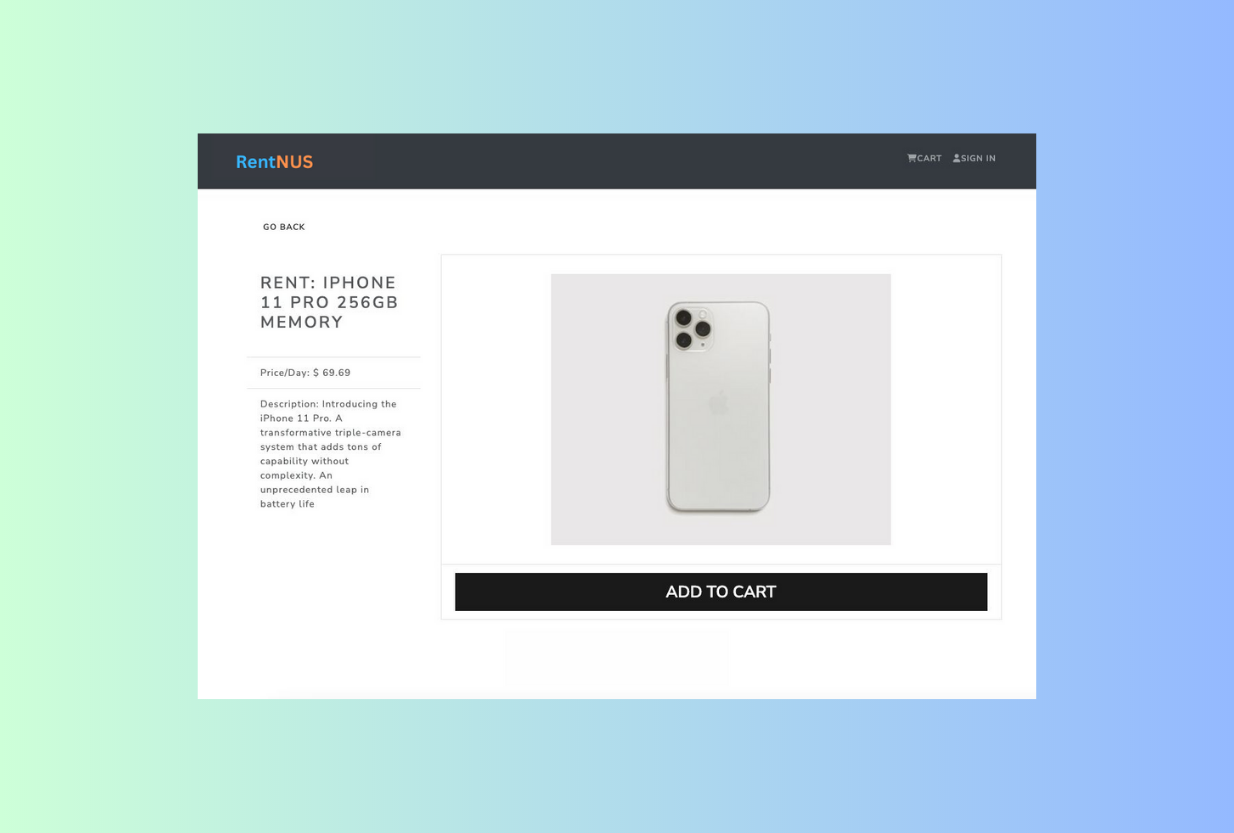 RentNUS
CART SIGN IN
GO BACK
RENT: IPHONE
11 PRO 256GB
MEMORY
Price/Day: $ 69.69
Description: Introducing the
iPhone 11 Pro. A
transformative triple-camera
system that adds tons of
capability without
complexity. An
unprecedented leap in
battery life
ADD TO CART